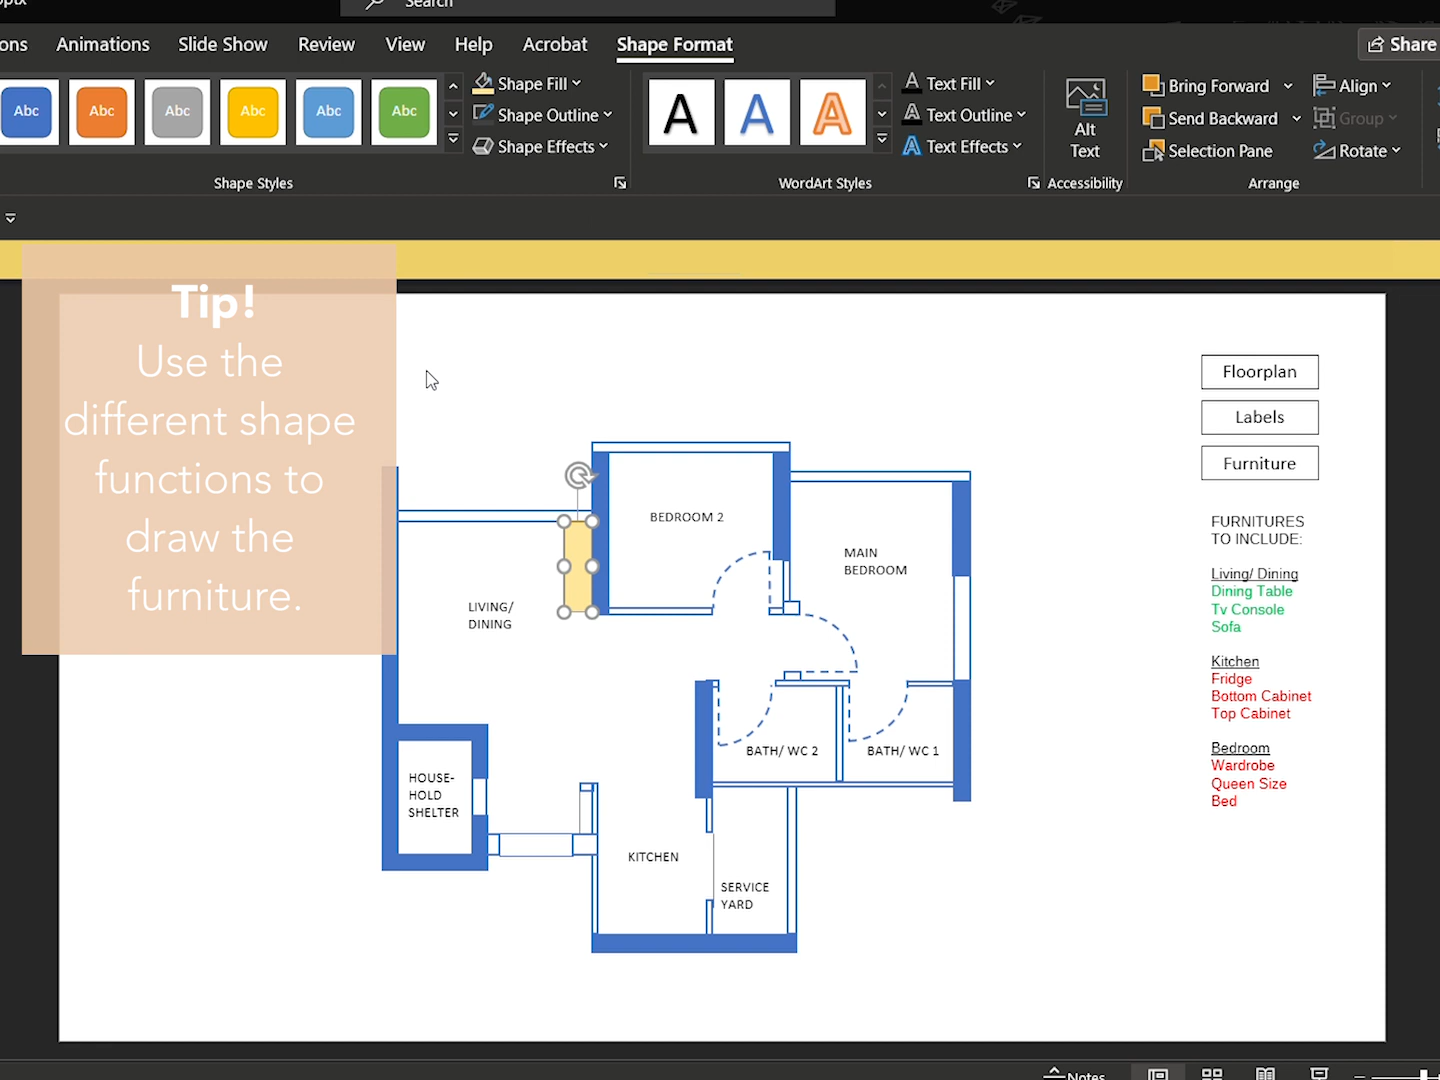 Search
Animations
Slide Show
Review
View
Help
Acrobat
Shape Format
Share
Abc
Abc
Abc
Abc
Abc
Abc
Shape Fill
Shape Outline
Shape Effects
Shape Styles
A
A
A
WordArt Styles
Text Fill
Text Outline
Text Effects
Alt
Text
Accessibility
Bring Forward
Send Backward
Selection Pane
Align
Group
Rotate
Arrange
Tip!
Use the
different shape
functions to
draw the
furniture.
BEDROOM 2
MAIN
BEDROOM
LIVING/
DINING
BATH/ WC 2
BATH/ WC 1
HOUSE-
HOLD
SHELTER
KITCHEN
SERVICE
YARD
Floorplan
Labels
Furniture
FURNITURES
TO INCLUDE:
Living/ Dining
Dining Table
Tv Console
Sofa
Kitchen
Fridge
Bottom Cabinet
Top Cabinet
Bedroom
Wardrobe
Queen Size
Bed
Notes